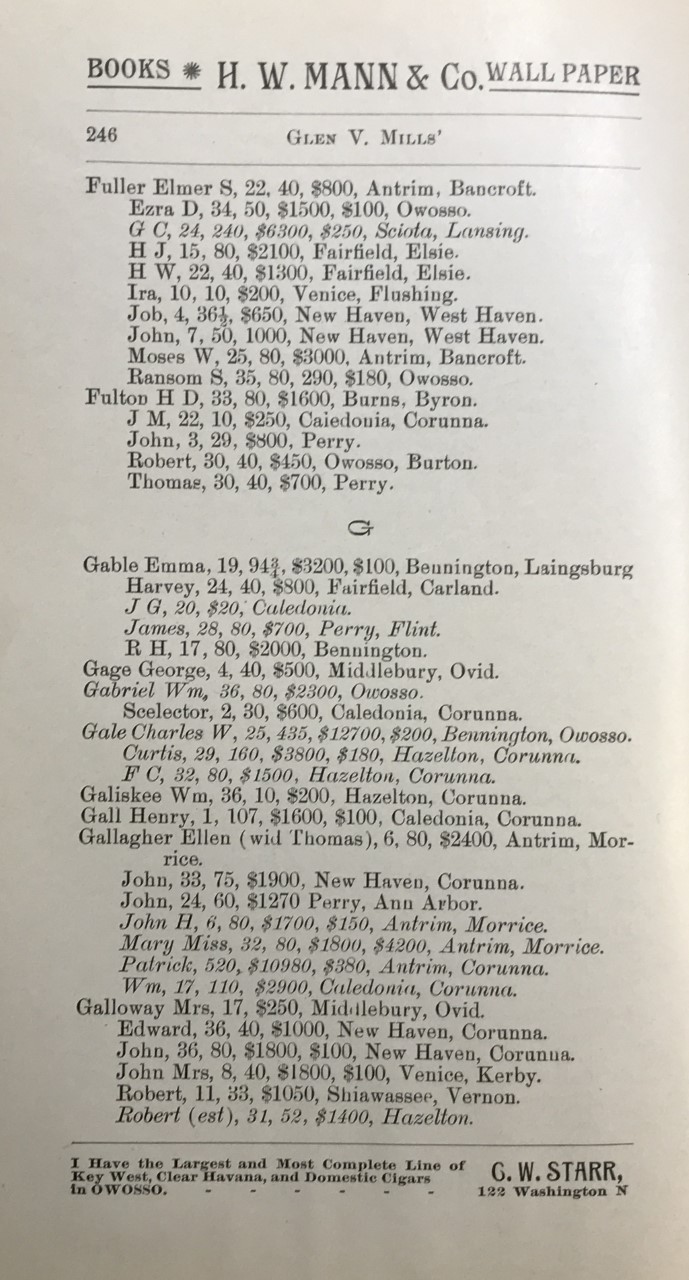 BOOKS ✹ H. W. MANN & Co. WALL PAPER
246 GLEN V. MILLS'
Fuller Elmer S, 22, 40, $800, Antrim, Bancroft.
Ezra D, 34, 50, $1500, $100, Owosso.
G C, 24, 240, $6300, $250, Sciota, Lansing.
H J, 15, 80, $2100, Fairfield, Elsie.
H W, 22, 40, $1300, Fairfield, Elsie.
Ira, 10, 10, $200, Venice, Flushing.
Job, 4, 36½, $650, New Haven, West Haven.
John, 7, 50, 1000, New Haven, West Haven.
Moses W, 25, 80, $3000, Antrim, Bancroft.
Ransom S, 35, 80, 290, $180, Owosso.
Fulton H D, 33, 80, $1600, Burns, Byron.
J M, 22, 10, $250, Caledonia, Corunna.
John, 3, 29, $800, Perry.
Robert, 30, 40, $450, Owosso, Burton.
Thomas, 30, 40, $700, Perry.
G
Gable Emma, 19, 94¾, $3200, $100, Bennington, Laingsburg
Harvey, 24, 40, $800, Fairfield, Carland.
J G, 20, $20, Caledonia.
James, 28, 80, $700, Perry, Flint.
R H, 17, 80, $2000, Bennington.
Gage George, 4, 40, $500, Middlebury, Ovid.
Gabriel Wm, 36, 80, $2300, Owosso.
Scelector, 2, 30, $600, Caledonia, Corunna.
Gale Charles W, 25, 435, $12700, $200, Bennington, Owosso.
Curtis, 29, 160, $3800, $180, Hazelton, Corunna.
F C, 32, 80, $1500, Hazelton, Corunna.
Galiskee Wm, 36, 10, $200, Hazelton, Corunna.
Gall Henry, 1, 107, $1600, $100, Caledonia, Corunna.
Gallagher Ellen (wid Thomas), 6, 80, $2400, Antrim, Mor-
rice.
John, 33, 75, $1900, New Haven, Corunna.
John, 24, 60, $1270 Perry, Ann Arbor.
John H, 6, 80, $1700, $150, Antrim, Morrice.
Mary Miss, 32, 80, $1800, $4200, Antrim, Morrice.
Patrick, 520, $10980, $380, Antrim, Corunna.
Wm, 17, 110, $2900, Caledonia, Corunna.
Galloway Mrs, 17, $250, Middlebury, Ovid.
Edward, 36, 40, $1000, New Haven, Corunna.
John, 36, 80, $1800, $100, New Haven, Corunna.
John Mrs, 8, 40, $1800, $100, Venice, Kerby.
Robert, 11, 33, $1050, Shiawassee, Vernon.
Robert (est), 31, 52, $1400, Hazelton.
I Have the Largest and Most Complete Line of
Key West, Clear Havana, and Domestic Cigars
in OWOSSO. - - - - - -
C. W. STARR,
122 Washington N